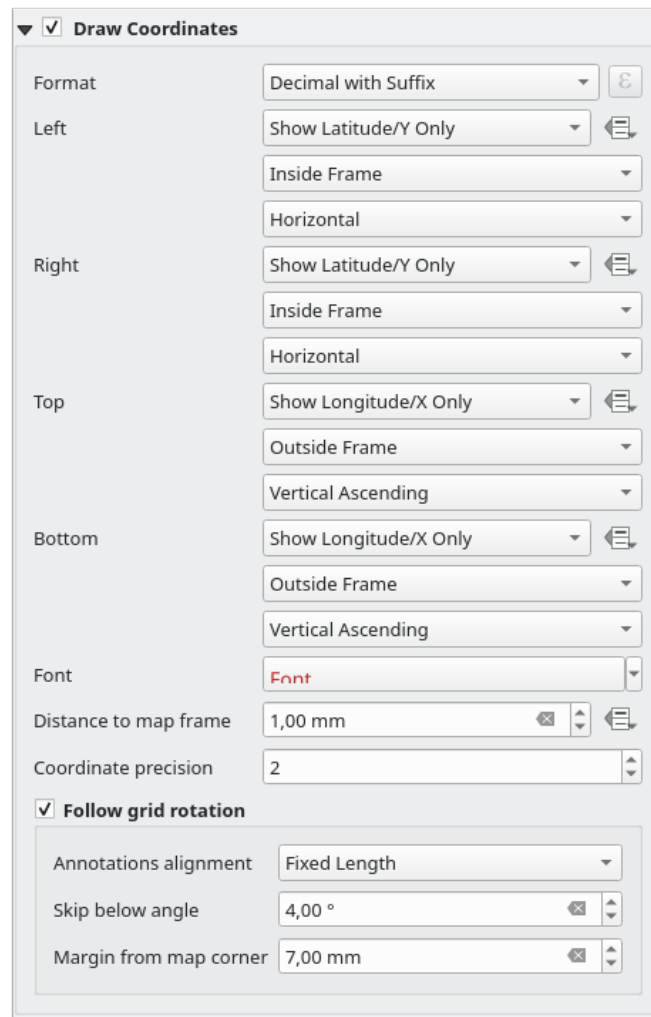 Draw Coordinates
Format Decimal with Suffix ε
Left Show Latitude/Y Only
Inside Frame
Horizontal
Right Show Latitude/Y Only
Inside Frame
Horizontal
Top Show Longitude/X Only
Outside Frame
Vertical Ascending
Bottom Show Longitude/X Only
Outside Frame
Vertical Ascending
Font Font
Distance to map frame 1,00 mm
Coordinate precision 2
Follow grid rotation
Annotations alignment Fixed Length
Skip below angle 4,00 °
Margin from map corner 7,00 mm